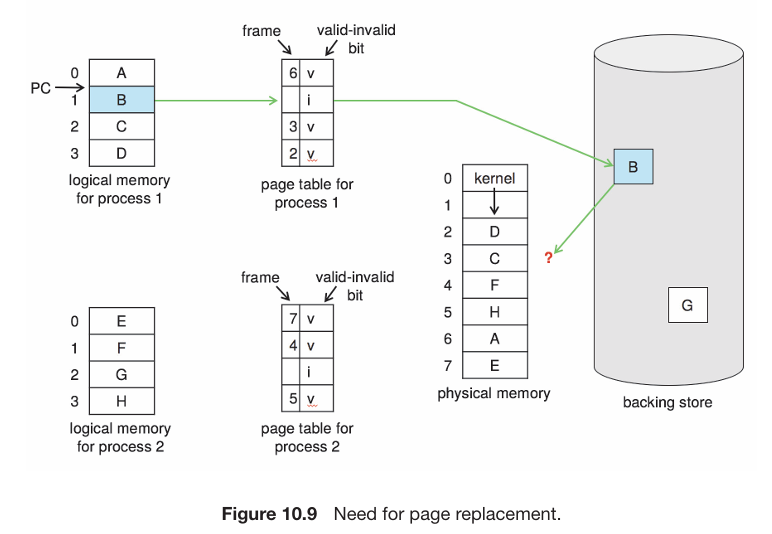 frame
valid-invalid
bit
PC
0 A
1 B
2 C
3 D
logical memory
for process 1
6 v
i
3 v
2 v
page table for
process 1
0 kernel
1
2 D
3 C
4 F
5 H
6 A
7 E
physical memory
?
B
G
backing store
frame
valid-invalid
bit
0 E
1 F
2 G
3 H
logical memory
for process 2
7 v
4 v
i
5 v
page table for
process 2
Figure 10.9 Need for page replacement.